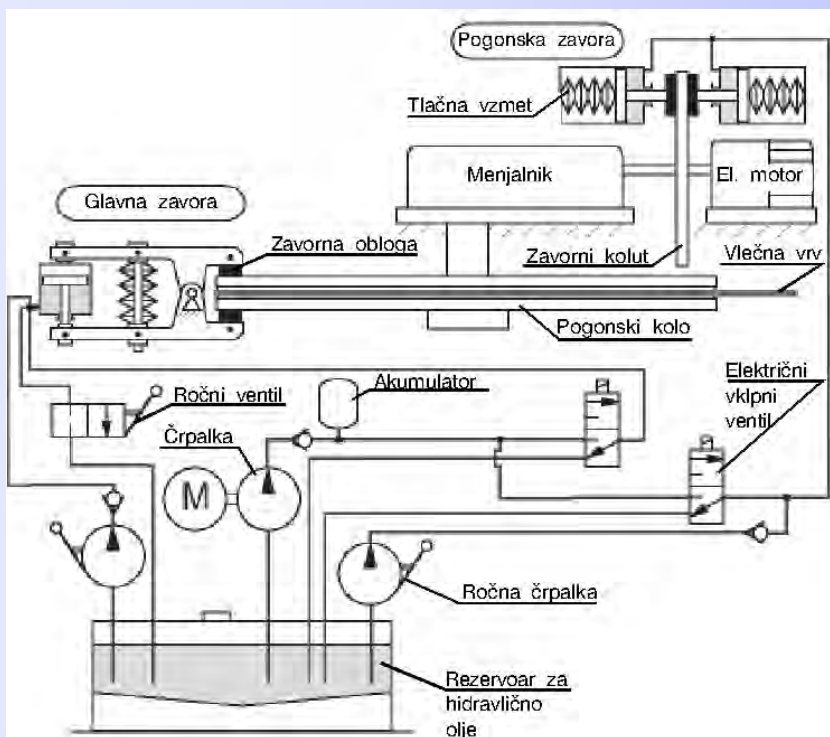 Pogonska zavora
Tlačna vzmet
Menjalnik
El. motor
Glavna zavora
Zavorna obloga
Zavorni kolut
Vlečna vrv
Pogonski kolo
Električni
vklpni
ventil
Akumulator
Ročni ventil
Črpalka
M
Ročna črpalka
Rezervoar za
hidravlično
olje